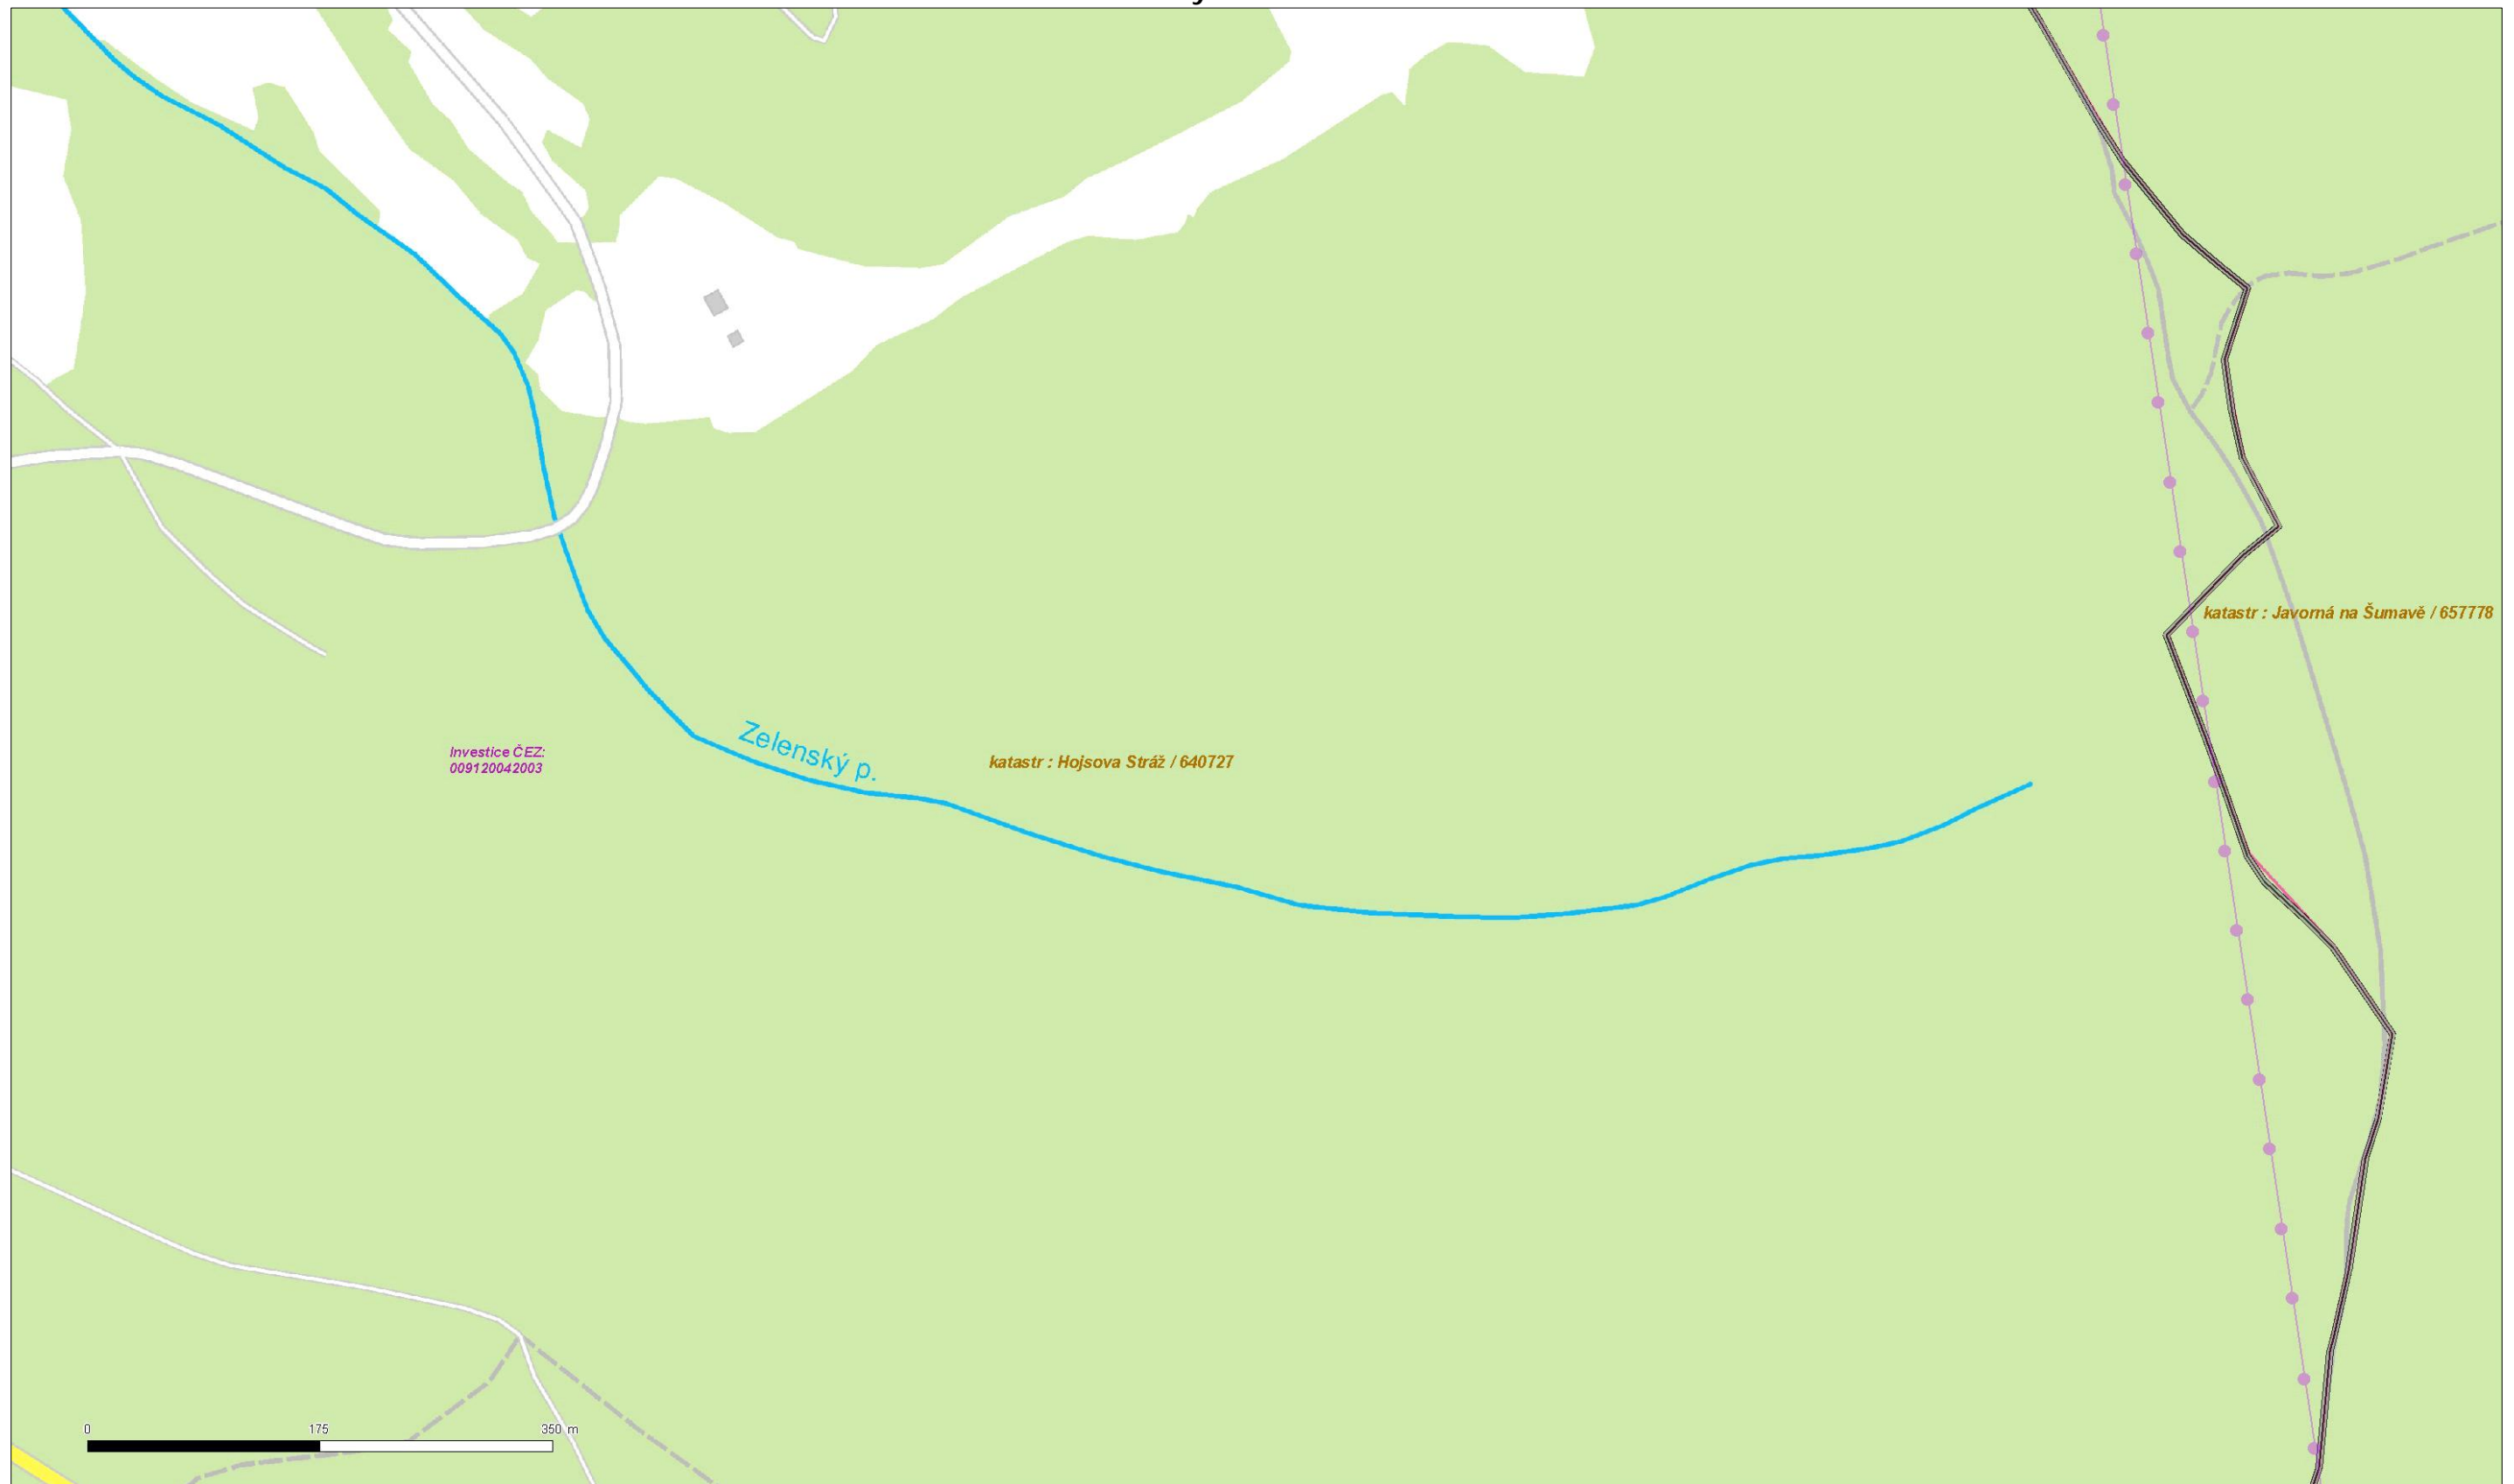 katastr : Javorná na Šumavě / 657778
Zelenský p.
Investice ČEZ:
009120042003
katastr : Hojsova Stráž / 640727
0 175 350 m